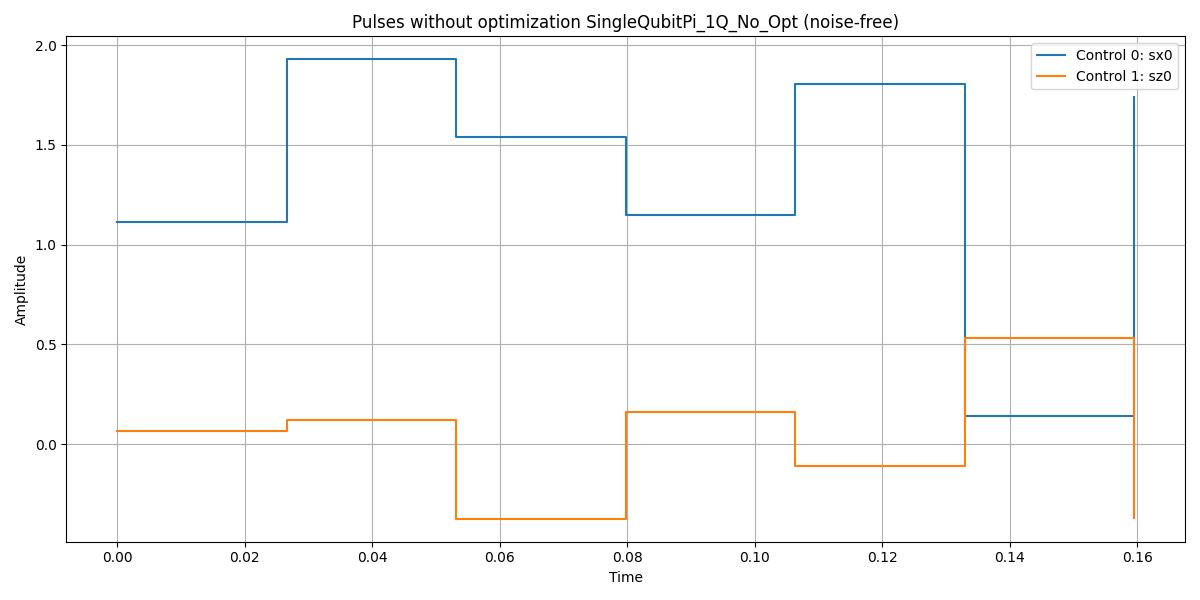 Pulses without optimization SingleQubitPi_1Q_No_Opt (noise-free)
Control 0: sx0
Control 1: sz0
Amplitude
2.0
1.5
1.0
0.5
0.0
0.00 0.02 0.04 0.06 0.08 0.10 0.12 0.14 0.16
Time